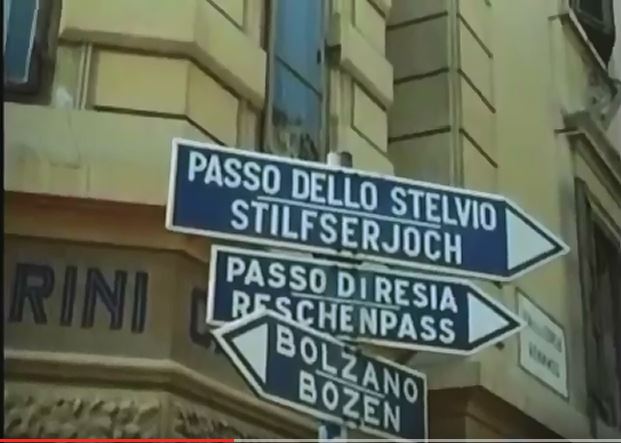 PASSO DELLO STELVIO
STILFSERJOCH
PASSO DI RESIA
RESCHENPASS
BOLZANO
BOZEN
RINI